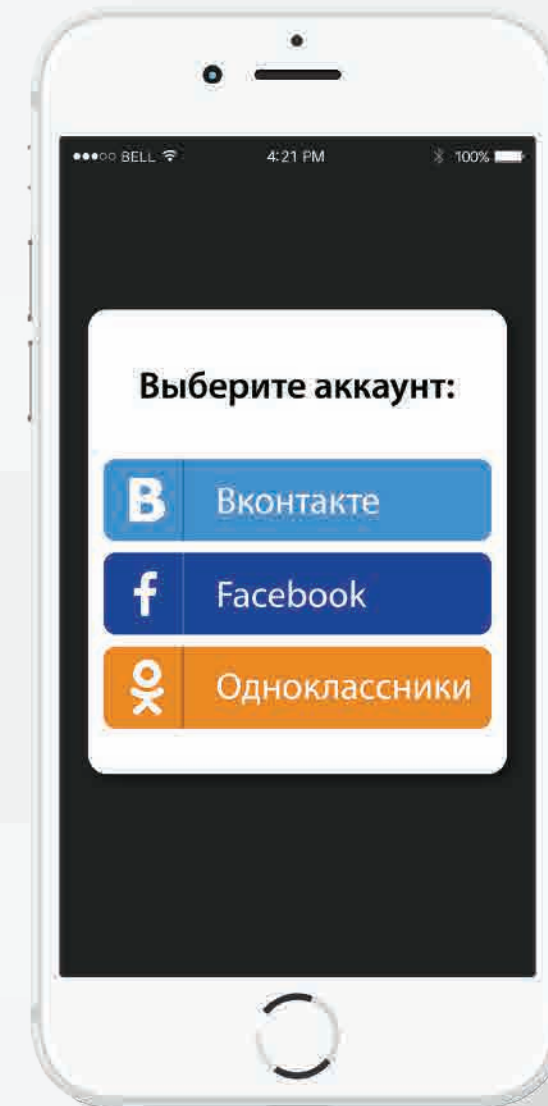 BELL 4:21 PM 100%
Выберите аккаунт:
B Вконтакте
f Facebook
Одноклассники